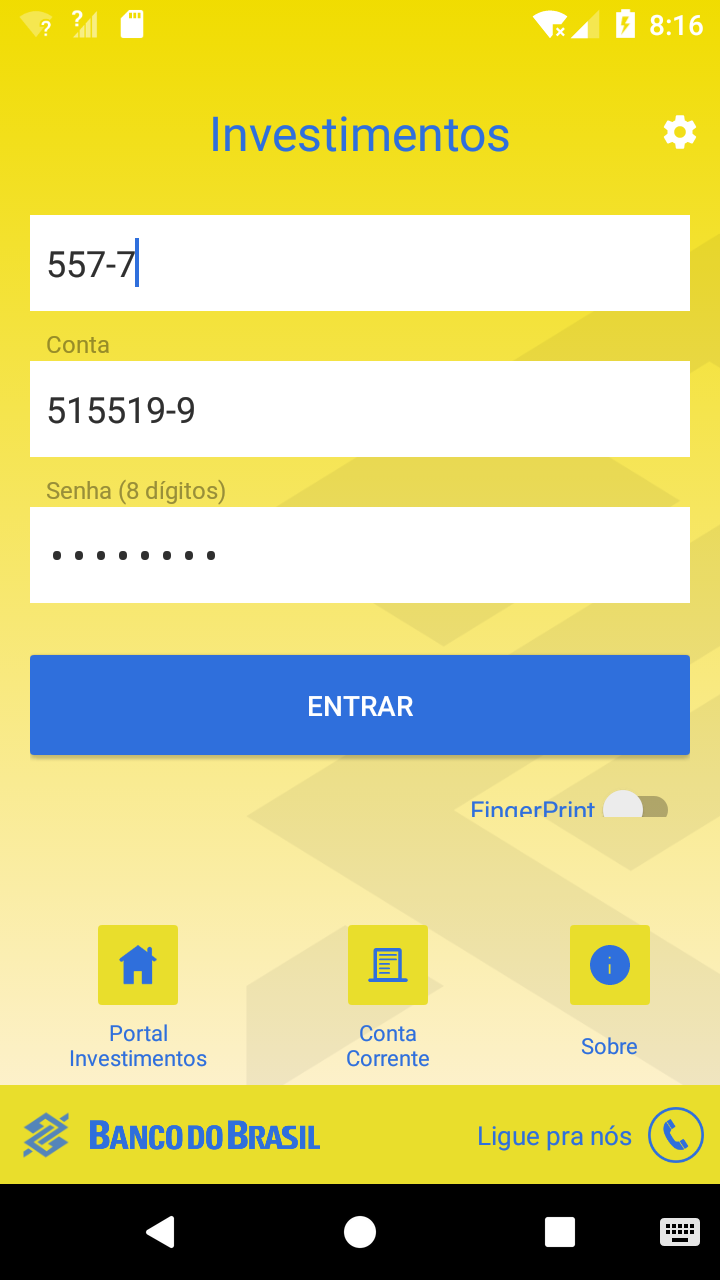 8:16
Investimentos
557-7
Conta
515519-9
Senha (8 dígitos)
••••••••
ENTRAR
FingerPrint
Portal
Investimentos
Conta
Corrente
Sobre
BANCO DO BRASIL
Ligue pra nós